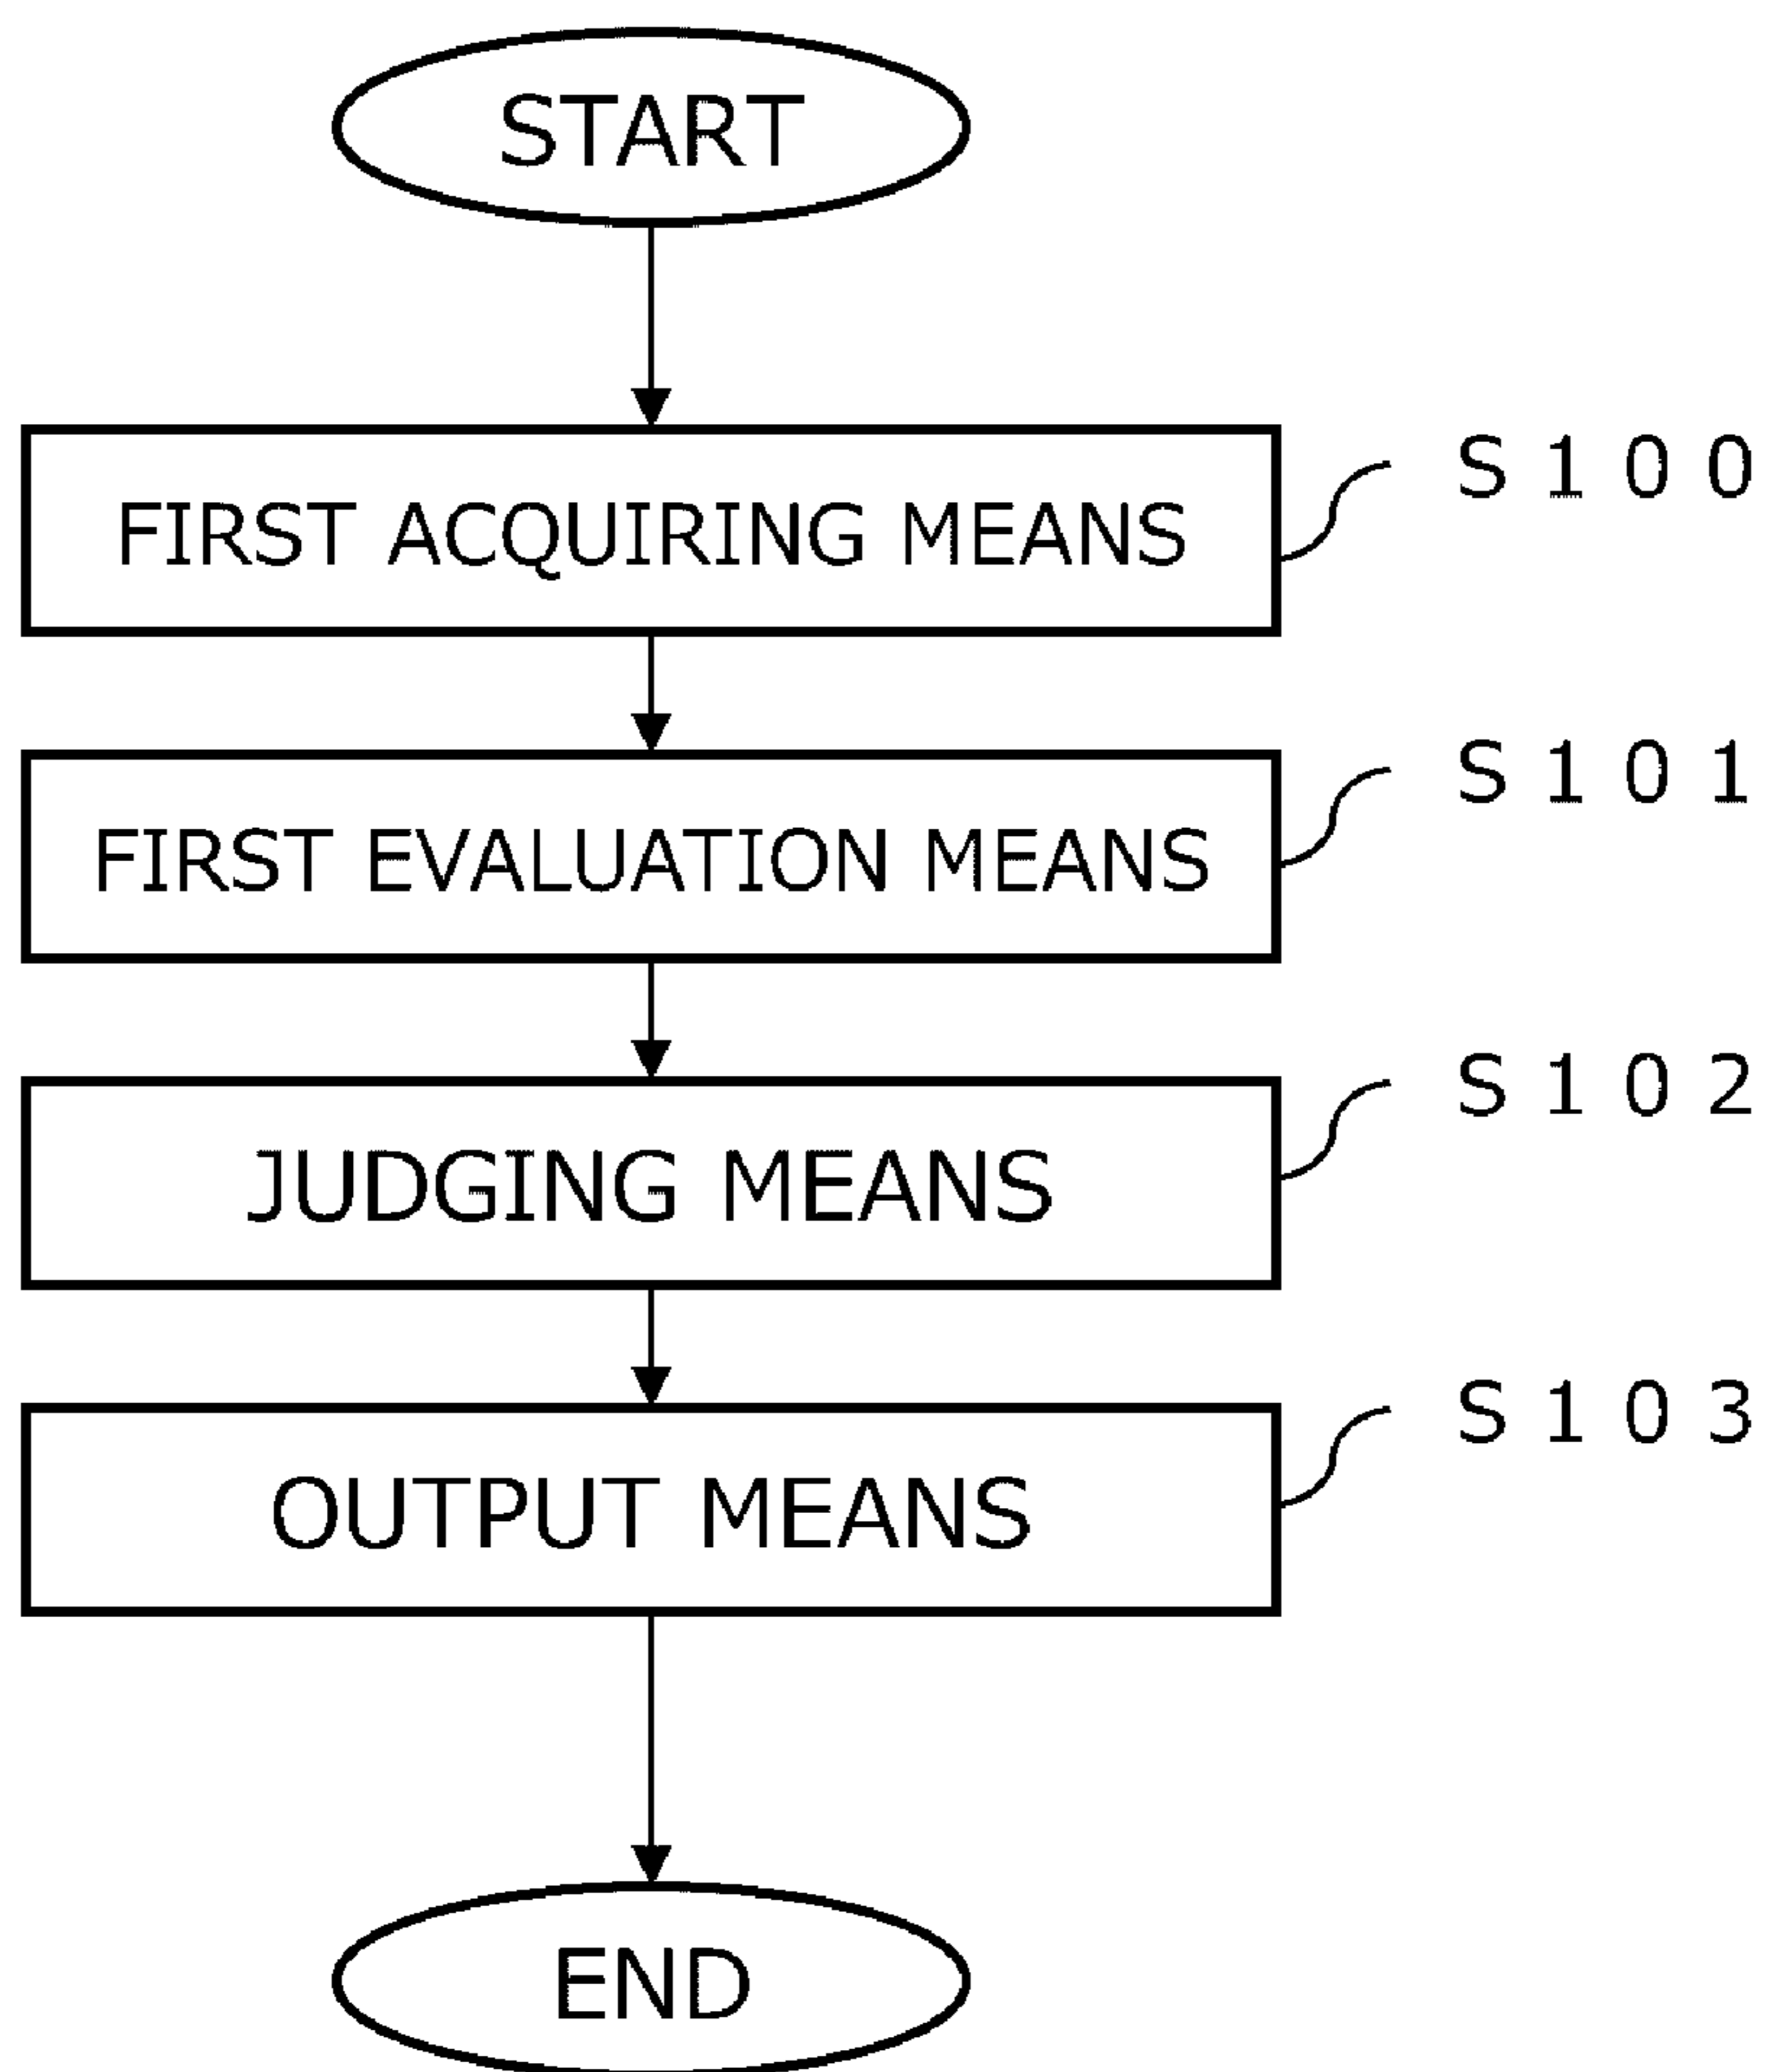 START
FIRST ACQUIRING MEANS
S100
FIRST EVALUATION MEANS
S101
JUDGING MEANS
S102
OUTPUT MEANS
S103
END